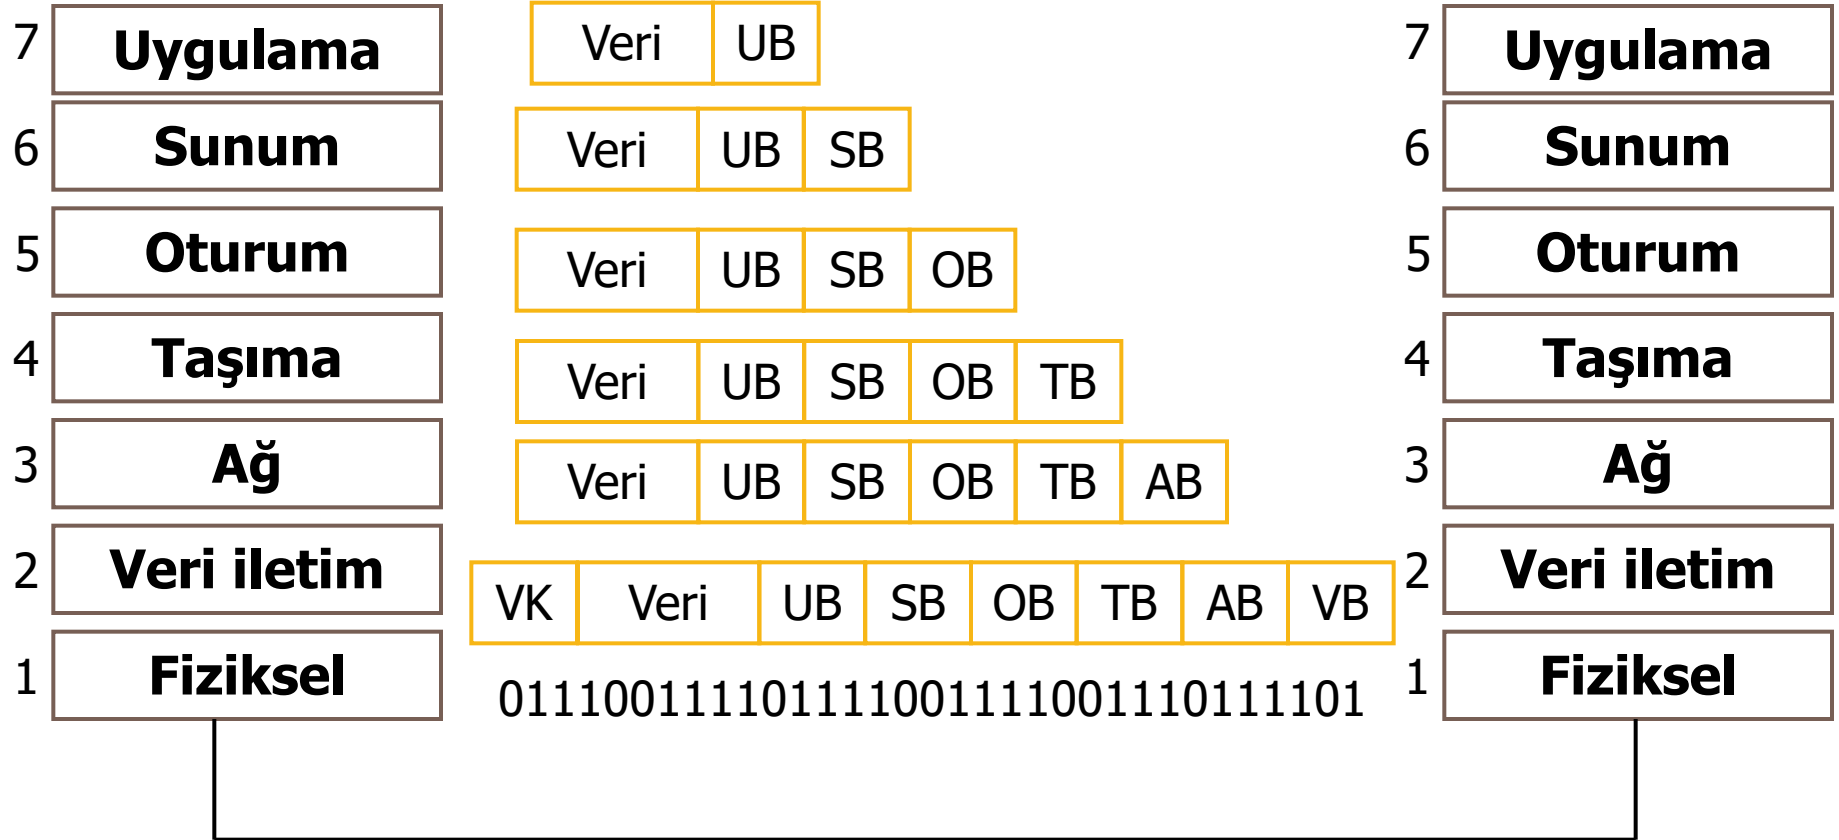 7 Uygulama Veri UB 7 Uygulama
6 Sunum Veri UB SB 6 Sunum
5 Oturum Veri UB SB OB 5 Oturum
4 Taşıma Veri UB SB OB TB 4 Taşıma
3 Ağ Veri UB SB OB TB AB 3 Ağ
2 Veri iletim VK Veri UB SB OB TB AB VB 2 Veri iletim
1 Fiziksel 011100111101111001111001110111101 1 Fiziksel